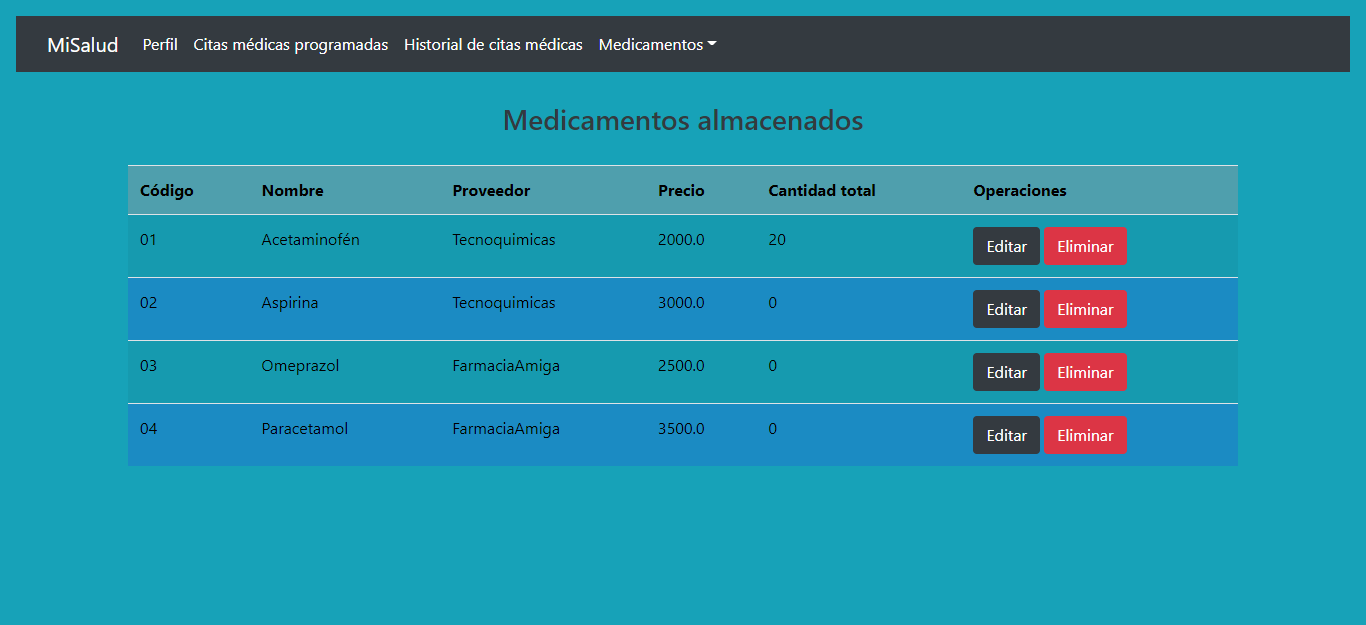 MiSalud Perfil Citas médicas programadas Historial de citas médicas Medicamentos
Medicamentos almacenados
Código Nombre Proveedor Precio Cantidad total Operaciones
01 Acetaminofén Tecnoquimicas 2000.0 20 Editar Eliminar
02 Aspirina Tecnoquimicas 3000.0 0 Editar Eliminar
03 Omeprazol FarmaciaAmiga 2500.0 0 Editar Eliminar
04 Paracetamol FarmaciaAmiga 3500.0 0 Editar Eliminar